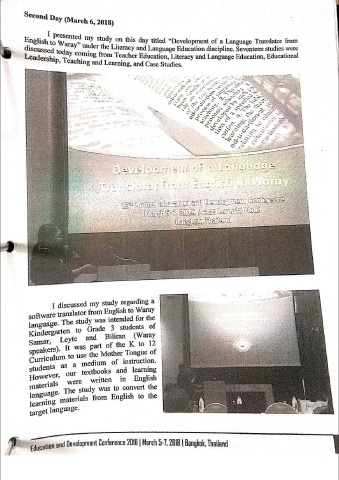 Second Day (March 6, 2018)
I presented my study on this day titled "Development of a Language Translator from
English to Waray" under the Literacy and Language Education discipline. Seventeen studies were
discussed today coming from Teacher Education, Literacy and Language Education, Educational
Leadership, Teaching and Learning, and Case Studies.
Development of a Language
Translator from English to Waray
I discussed my study regarding a
software translator from English to Waray
language. The study was intended for the
Kindergarten to Grade 3 students of
Samar, Leyte and Biliran (Waray
speakers). It was part of the K to 12
Curriculum to use the Mother Tongue of
students as a medium of instruction.
However, our textbooks and learning
materials were written in English
language. The study was to convert the
learning materials from English to the
target language.
Education and Development Conference 2018 | March 5-7, 2018 | Bangkok, Thailand